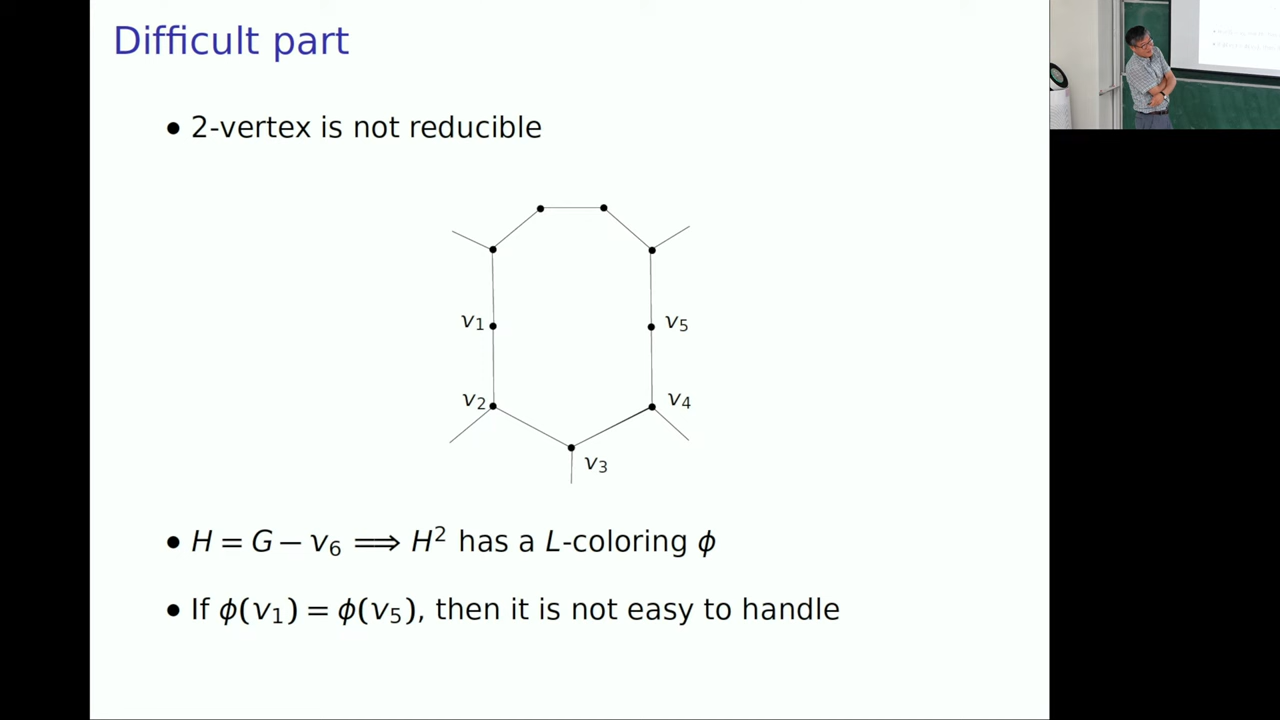 Difficult part
• 2-vertex is not reducible
v₁
v₅
v₂
v₄
v₃
• H = G − v₆ ⟹ H² has a L-coloring ϕ
• If ϕ(v₁) = ϕ(v₅), then it is not easy to handle